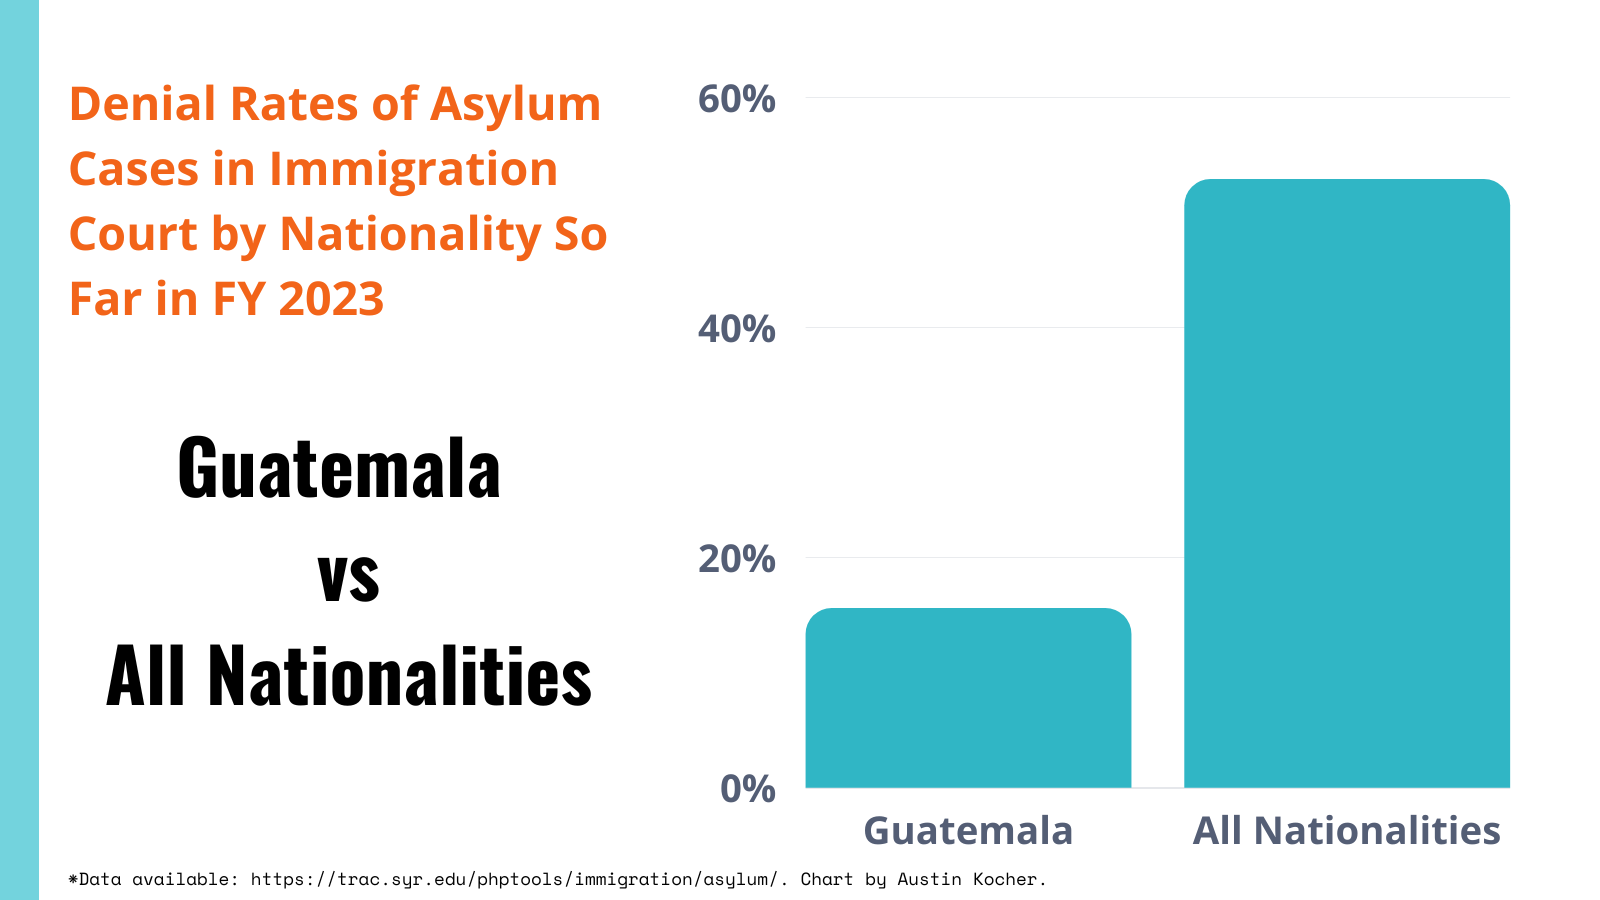 Denial Rates of Asylum
Cases in Immigration
Court by Nationality So
Far in FY 2023
Guatemala
vs
All Nationalities
60%
40%
20%
0%
Guatemala
All Nationalities
*Data available: https://trac.syr.edu/phptools/immigration/asylum/. Chart by Austin Kocher.